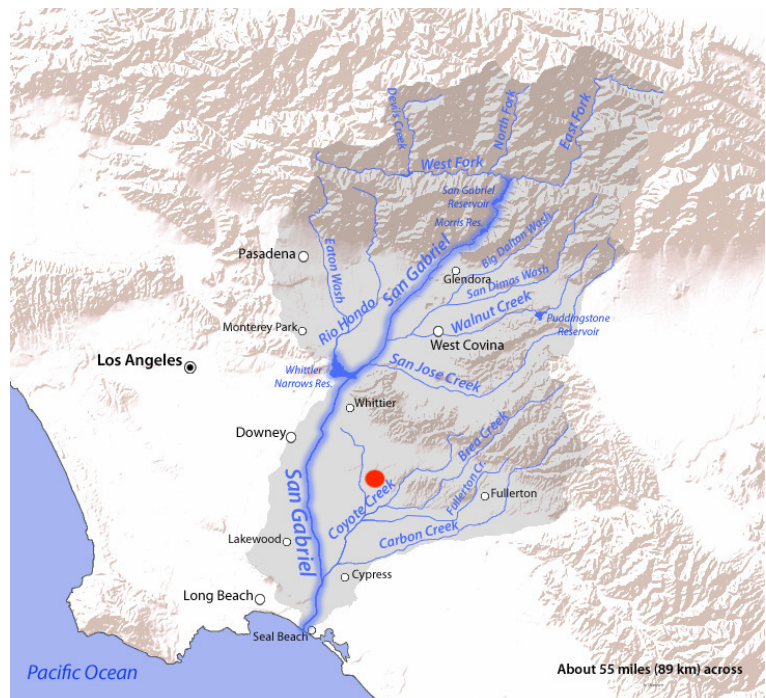 Devils Creek
North Fork
East Fork
West Fork
San Gabriel
Reservoir
Morris Res.
San Gabriel
Eaton Wash
Pasadena
Big Dalton Wash
Glendora
San Dimas Wash
Rio Hondo
Walnut Creek
Puddingstone
Reservoir
Monterey Park
West Covina
Los Angeles
Whittier
Narrows Res.
San Jose Creek
Whittier
Downey
Brea Creek
San Gabriel
Coyote Creek
Fullerton Cr.
Fullerton
Lakewood
Carbon Creek
Cypress
Long Beach
Seal Beach
Pacific Ocean
About 55 miles (89 km) across